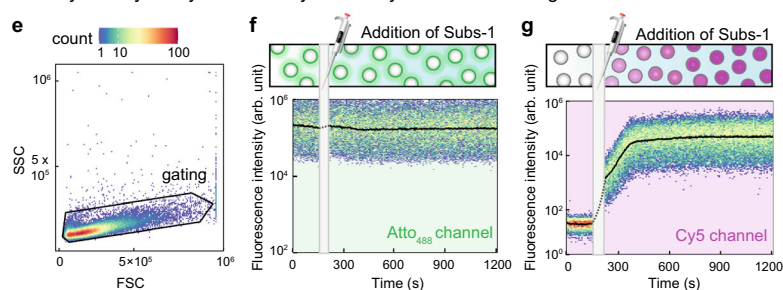 e
count
1 10 100
10⁶
5 x
10⁵
SSC
gating
0 5×10⁵ 10⁶
FSC
f
Addition of Subs-1
Fluorescence intensity (arb. unit)
10⁶
10⁴
10²
Atto₄₈₈ channel
0 300 600 900 1200
Time (s)
g
Addition of Subs-1
Fluorescence intensity (arb. unit)
10⁶
10⁴
10²
10⁰
Cy5 channel
0 300 600 900 1200
Time (s)